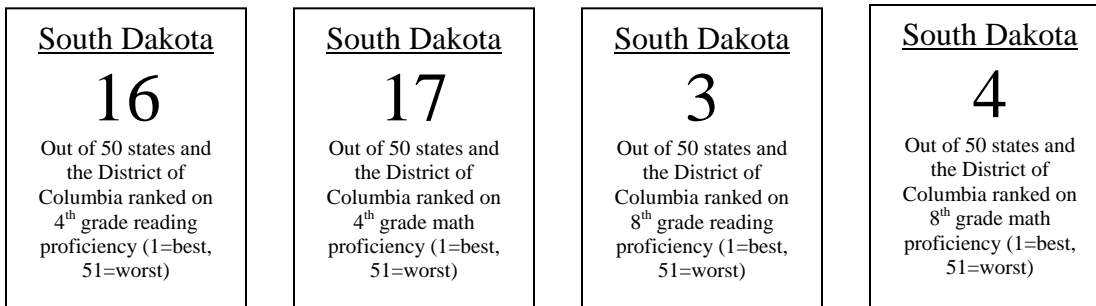 South Dakota
16
Out of 50 states and
the District of
Columbia ranked on
4th grade reading
proficiency (1=best,
51=worst)
South Dakota
17
Out of 50 states and
the District of
Columbia ranked on
4th grade math
proficiency (1=best,
51=worst)
South Dakota
3
Out of 50 states and
the District of
Columbia ranked on
8th grade reading
proficiency (1=best,
51=worst)
South Dakota
4
Out of 50 states and
the District of
Columbia ranked on
8th grade math
proficiency (1=best,
51=worst)